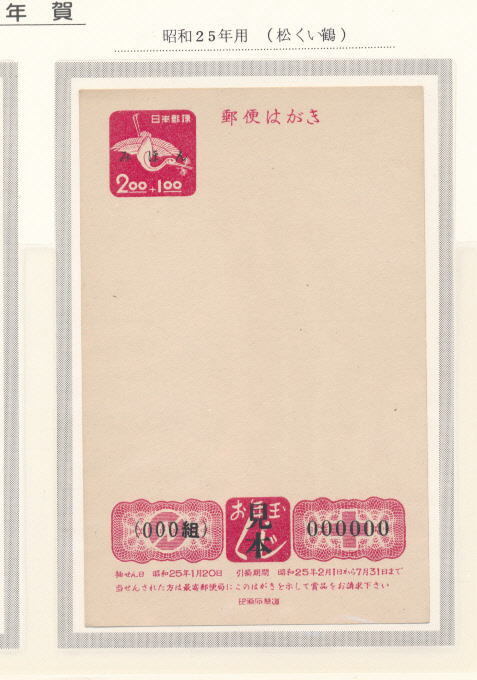 年賀
昭和25年用 （松くい鶴）
日本郵便
みほん
2.00+1.00
郵便はがき
(000組)
お年玉
くじ
見本
000000
抽せん日 昭和25年1月20日 引換期間 昭和25年2月1日から7月31日まで
当せんされた方は最寄郵便局にこのはがきを示して賞品をお請求下さい